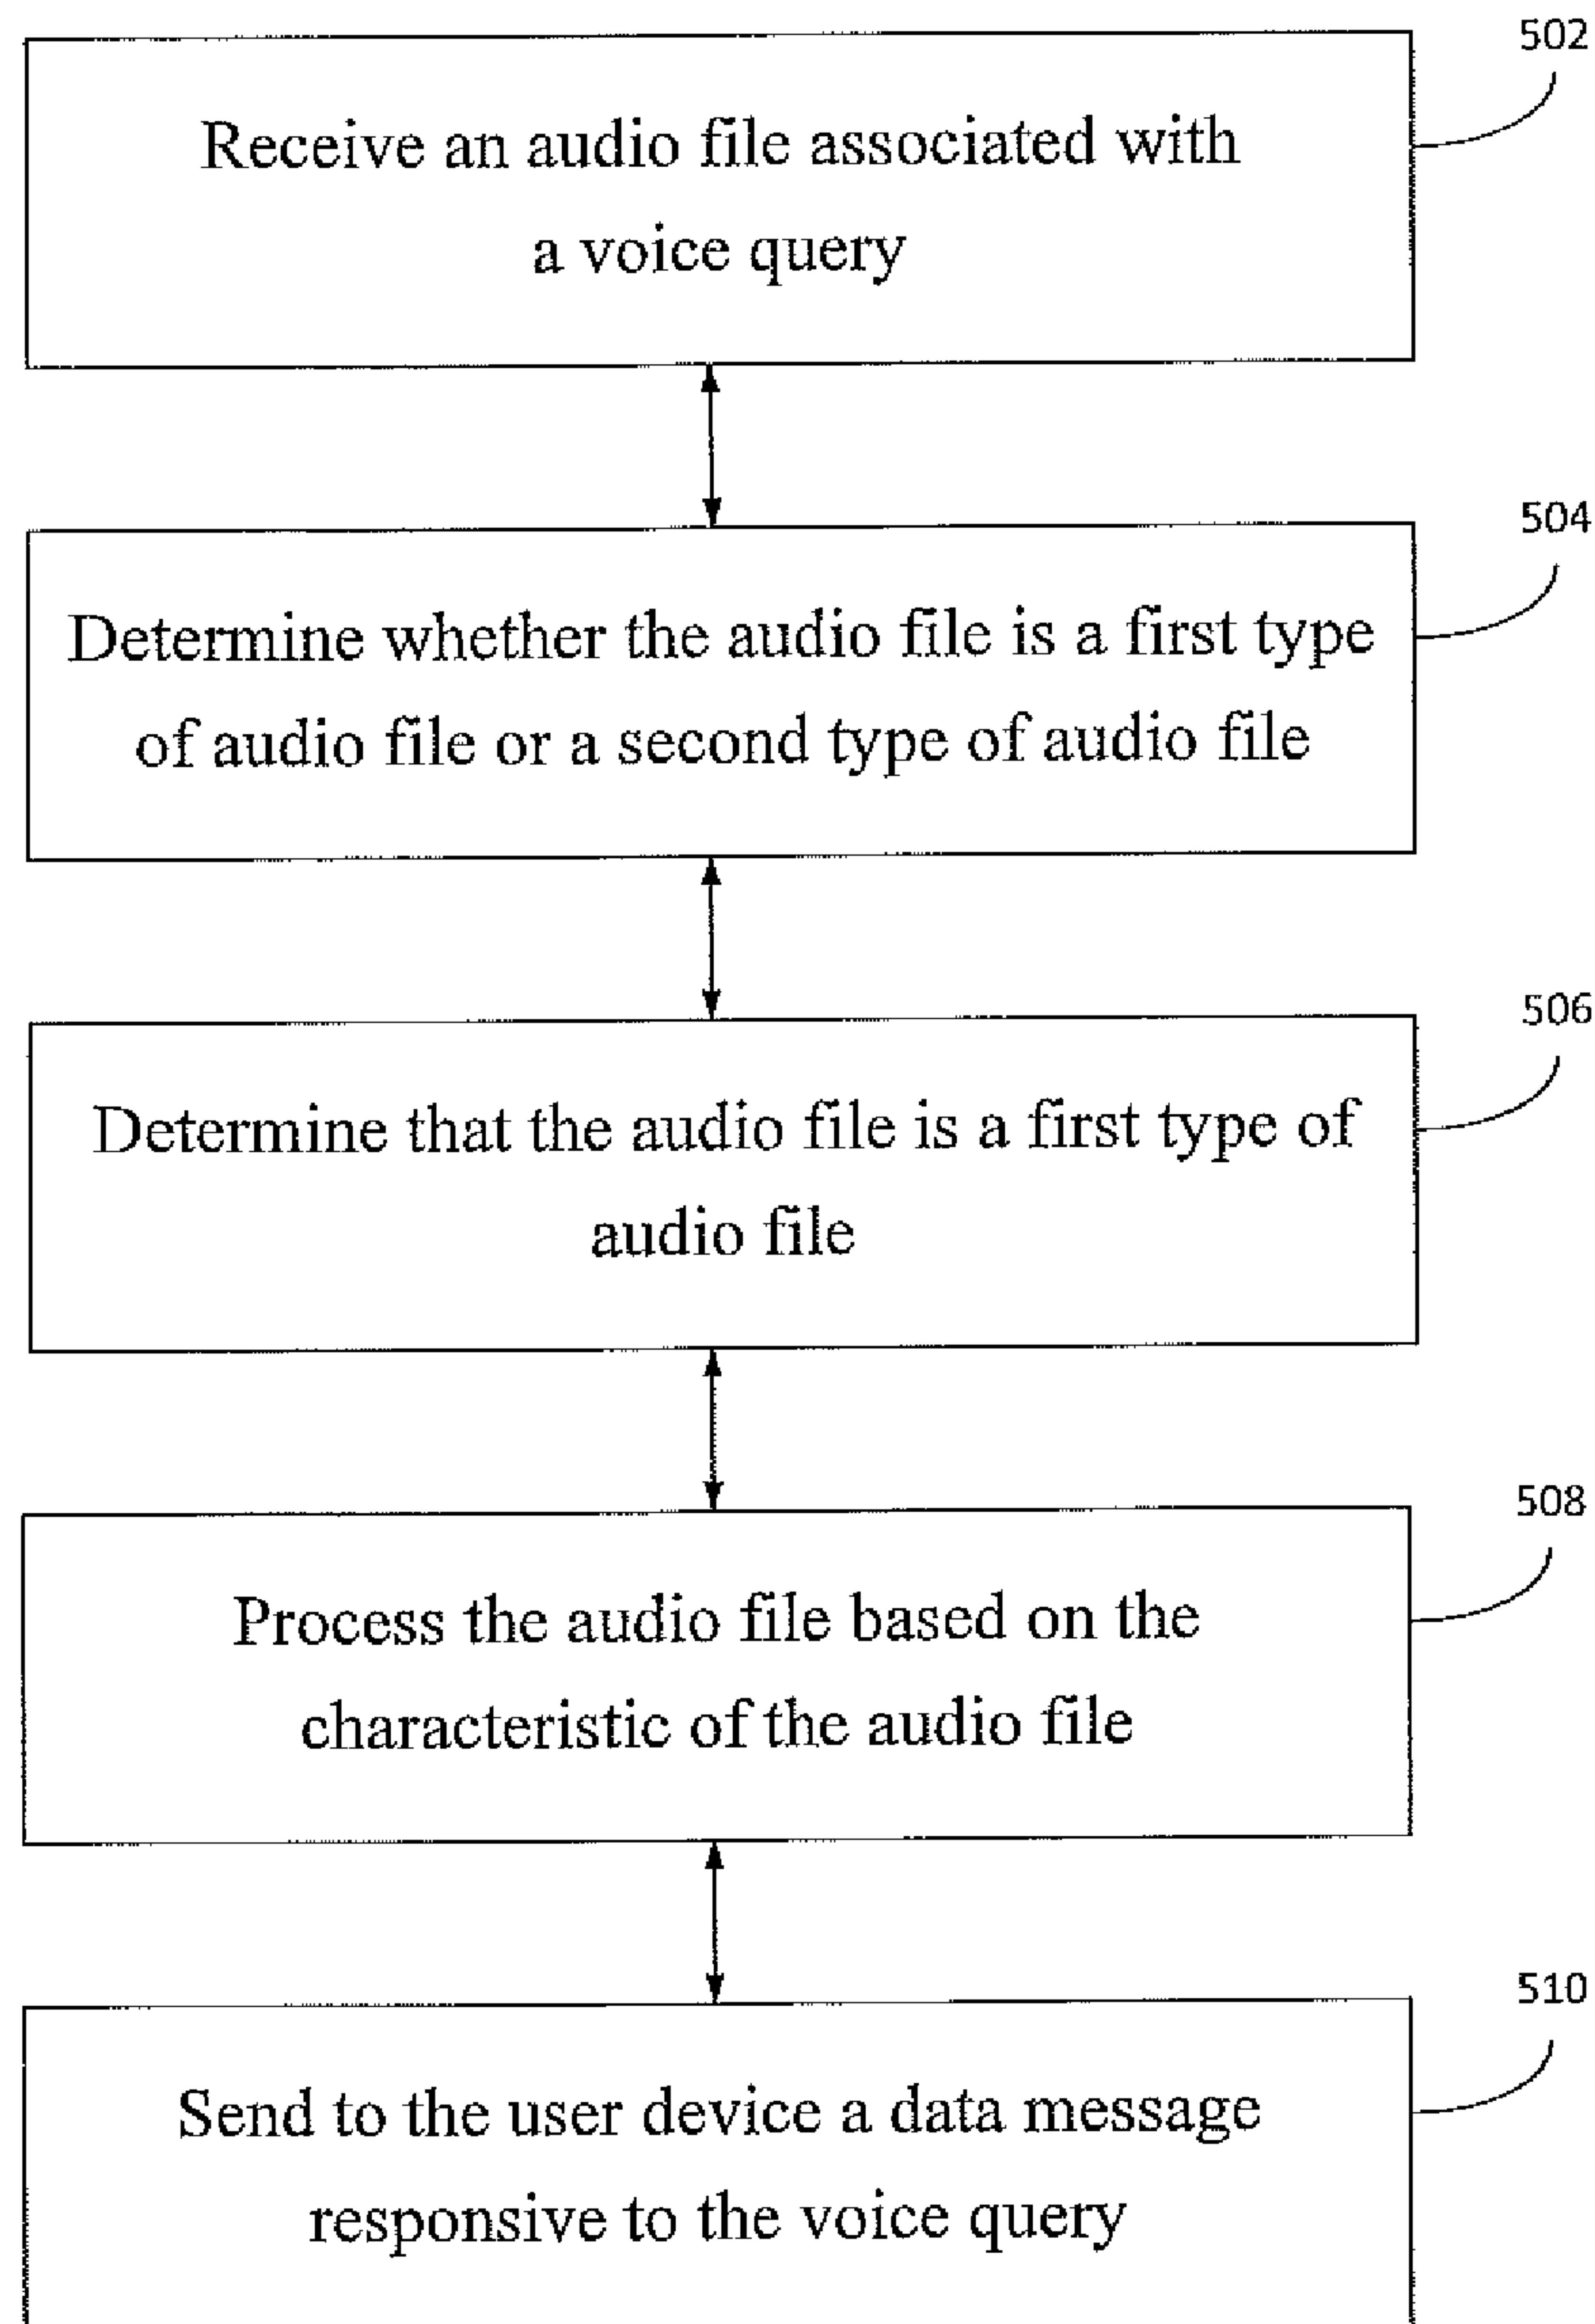 502
Receive an audio file associated with
a voice query
504
Determine whether the audio file is a first type
of audio file or a second type of audio file
506
Determine that the audio file is a first type of
audio file
508
Process the audio file based on the
characteristic of the audio file
510
Send to the user device a data message
responsive to the voice query